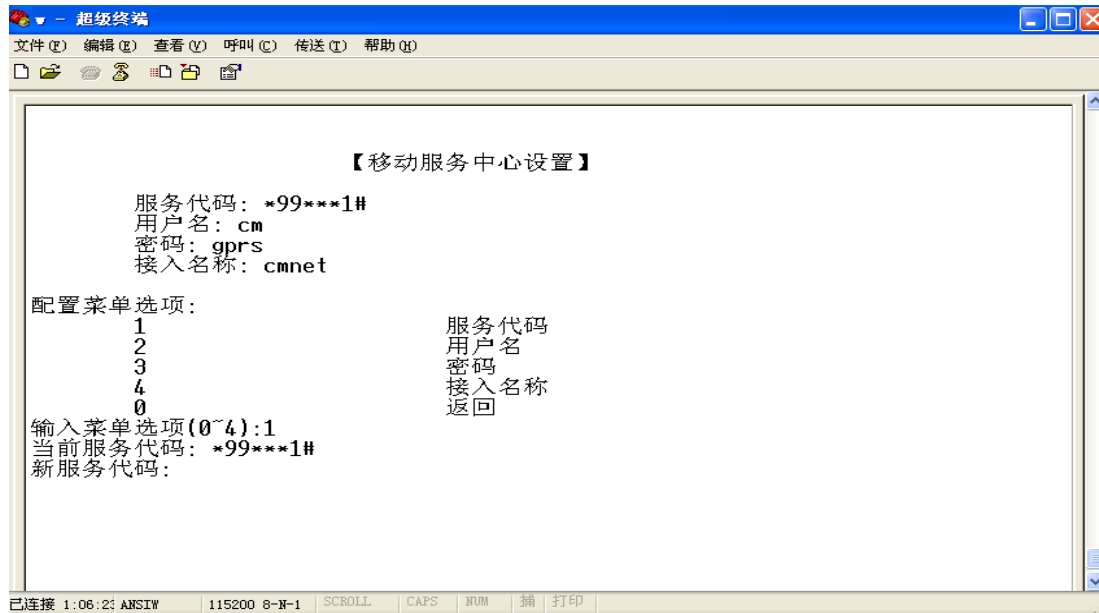 - 超级终端
文件(F) 编辑(E) 查看(V) 呼叫(C) 传送(T) 帮助(H)
【移动服务中心设置】
服务代码: *99***1#
用户名: cm
密码: gprs
接入名称: cmnet
配置菜单选项:
1 服务代码
2 用户名
3 密码
4 接入名称
0 返回
输入菜单选项(0~4):1
当前服务代码: *99***1#
新服务代码:
已连接 1:06:23 ANSIW 115200 8-N-1 SCROLL CAPS NUM 捕 打印